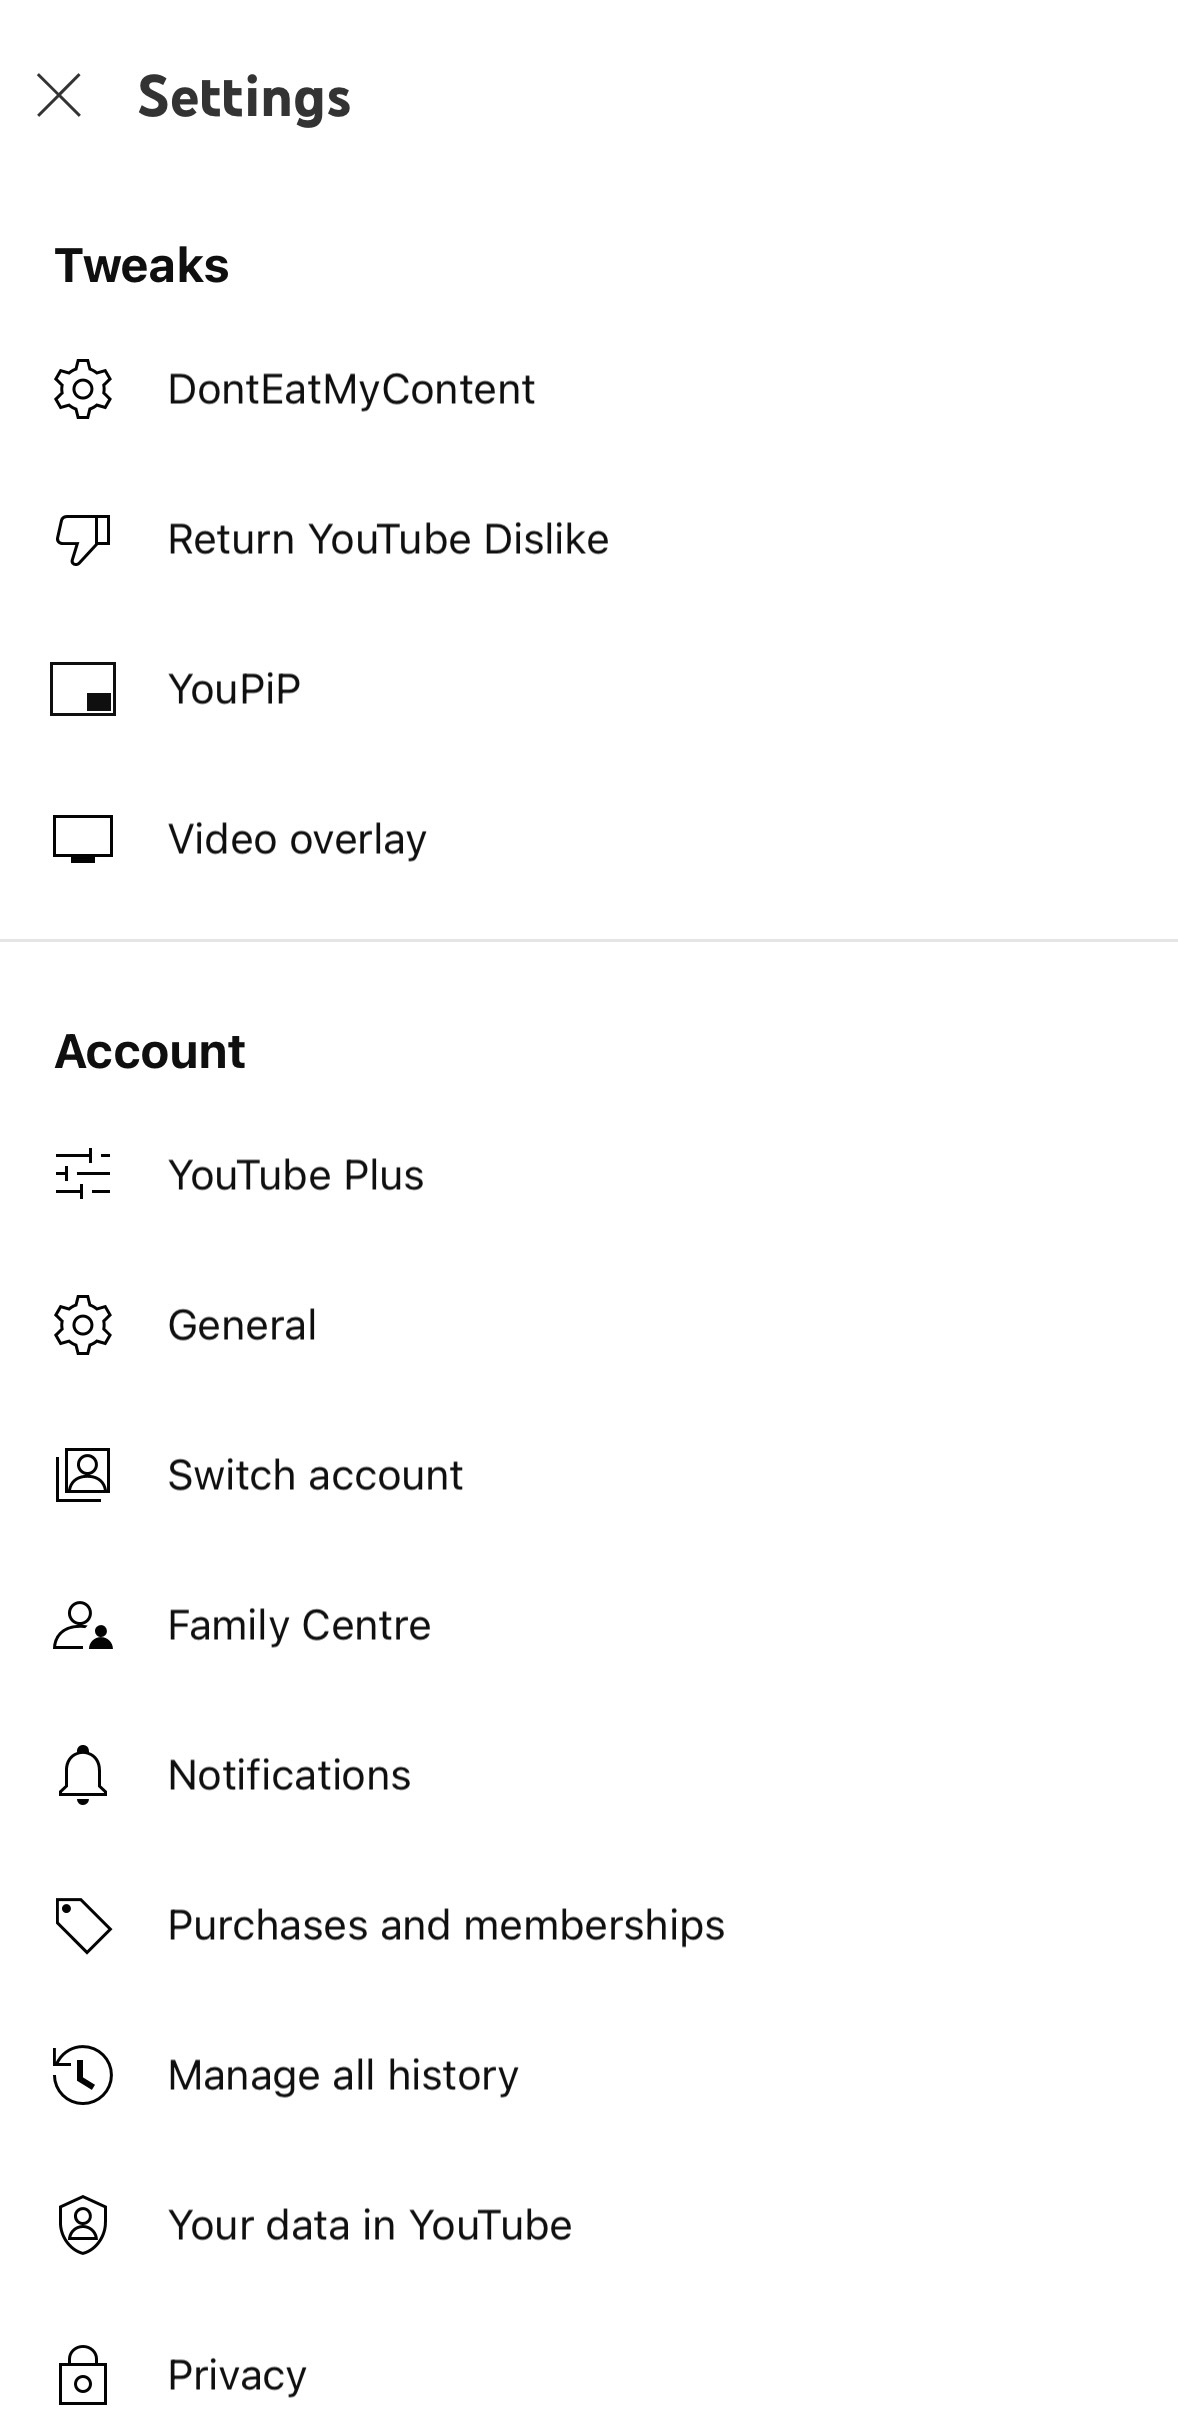 Settings
Tweaks
DontEatMyContent
Return YouTube Dislike
YouPiP
Video overlay
Account
YouTube Plus
General
Switch account
Family Centre
Notifications
Purchases and memberships
Manage all history
Your data in YouTube
Privacy